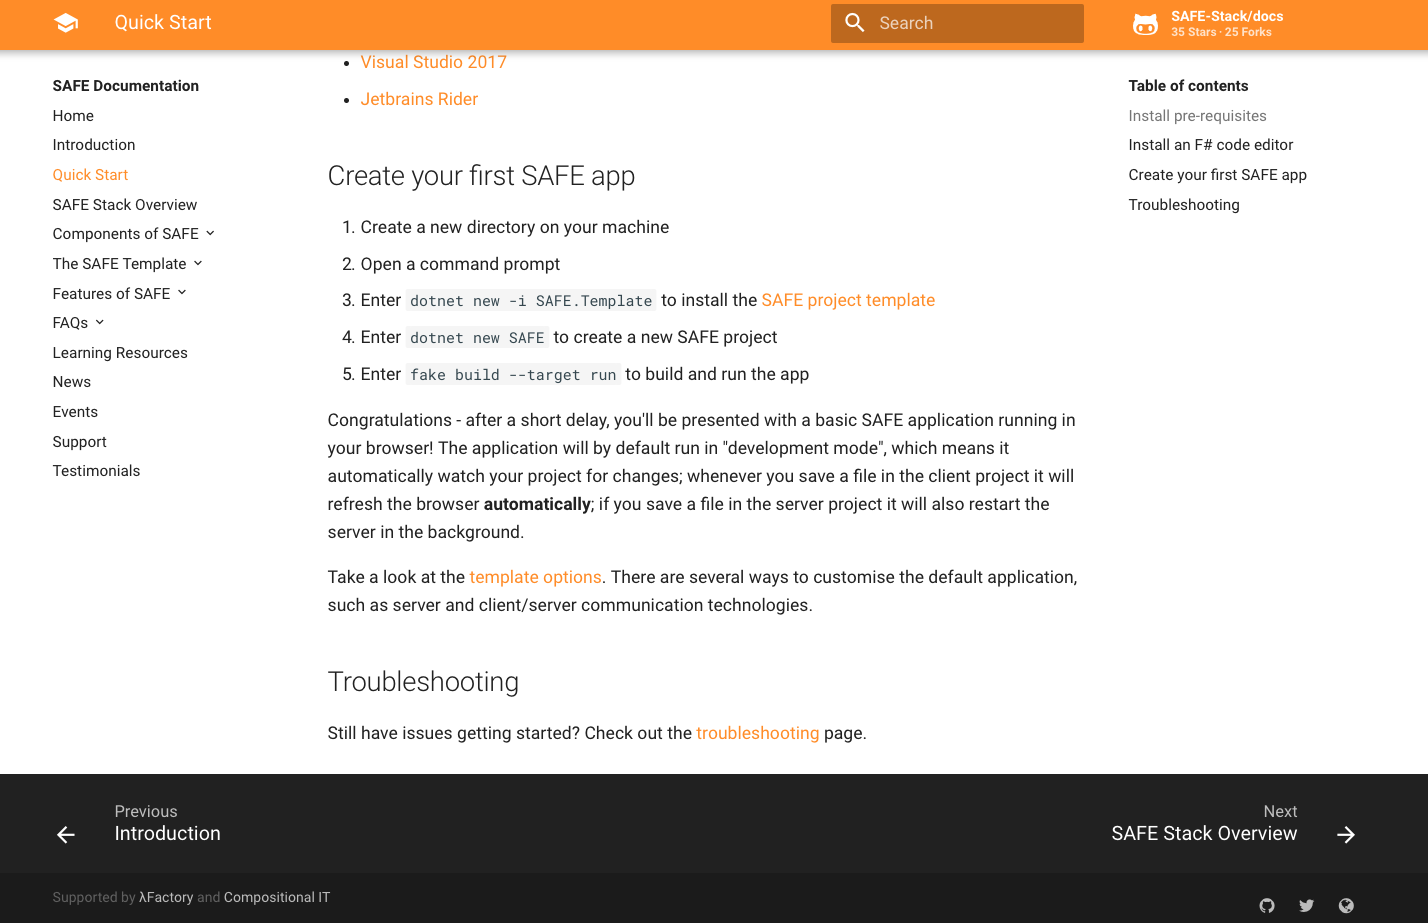 Quick Start
Search
SAFE-Stack/docs
35 Stars · 25 Forks
SAFE Documentation
Home
Introduction
Quick Start
SAFE Stack Overview
Components of SAFE
The SAFE Template
Features of SAFE
FAQs
Learning Resources
News
Events
Support
Testimonials
• Visual Studio 2017
• Jetbrains Rider
Create your first SAFE app
1. Create a new directory on your machine
2. Open a command prompt
3. Enter dotnet new -i SAFE.Template to install the SAFE project template
4. Enter dotnet new SAFE to create a new SAFE project
5. Enter fake build --target run to build and run the app
Congratulations - after a short delay, you'll be presented with a basic SAFE application running in
your browser! The application will by default run in "development mode", which means it
automatically watch your project for changes; whenever you save a file in the client project it will
refresh the browser automatically; if you save a file in the server project it will also restart the
server in the background.
Take a look at the template options. There are several ways to customise the default application,
such as server and client/server communication technologies.
Troubleshooting
Still have issues getting started? Check out the troubleshooting page.
Table of contents
Install pre-requisites
Install an F# code editor
Create your first SAFE app
Troubleshooting
Previous
Introduction
Next
SAFE Stack Overview
Supported by λFactory and Compositional IT